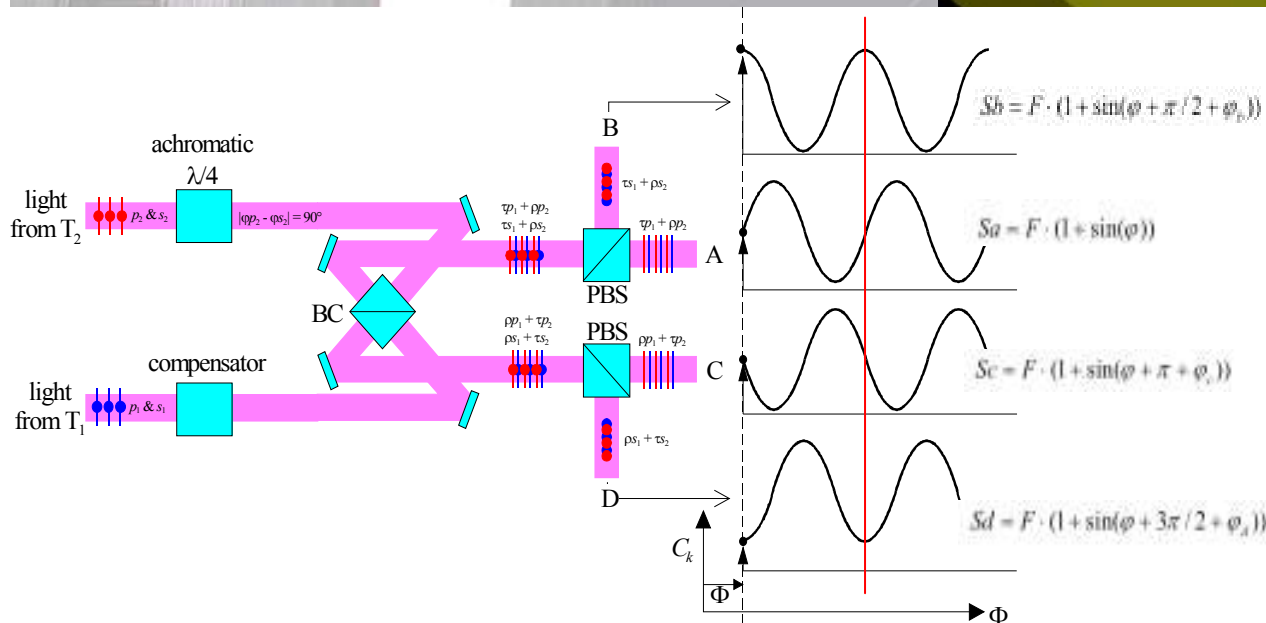 achromatic
λ/4
light
from T2
p2 & s2
|φp2 - φs2| = 90°
BC
compensator
light
from T1
p1 & s1
τp1 + ρp2
τs1 + ρs2
B
τs1 + ρs2
PBS
τp1 + ρp2
A
ρp1 + τp2
ρs1 + τs2
PBS
ρp1 + τp2
C
ρs1 + τs2
D
Sb = F · (1 + sin(φ + π / 2 + φb))
Sa = F · (1 + sin(φ))
Sc = F · (1 + sin(φ + π + φc))
Sd = F · (1 + sin(φ + 3π / 2 + φd))
Ck
Φ
Φ